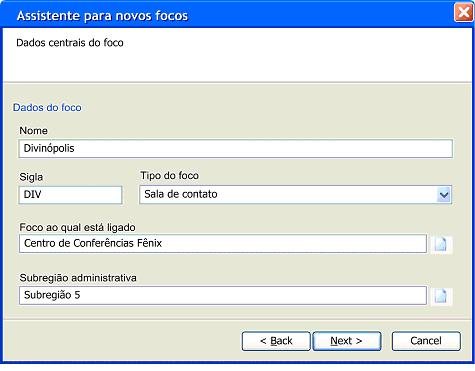 Assistente para novos focos
Dados centrais do foco
Dados do foco
Nome
Divinópolis
Sigla
Tipo do foco
DIV
Sala de contato
Foco ao qual está ligado
Centro de Conferências Fênix
Subregião administrativa
Subregião 5
< Back
Next >
Cancel